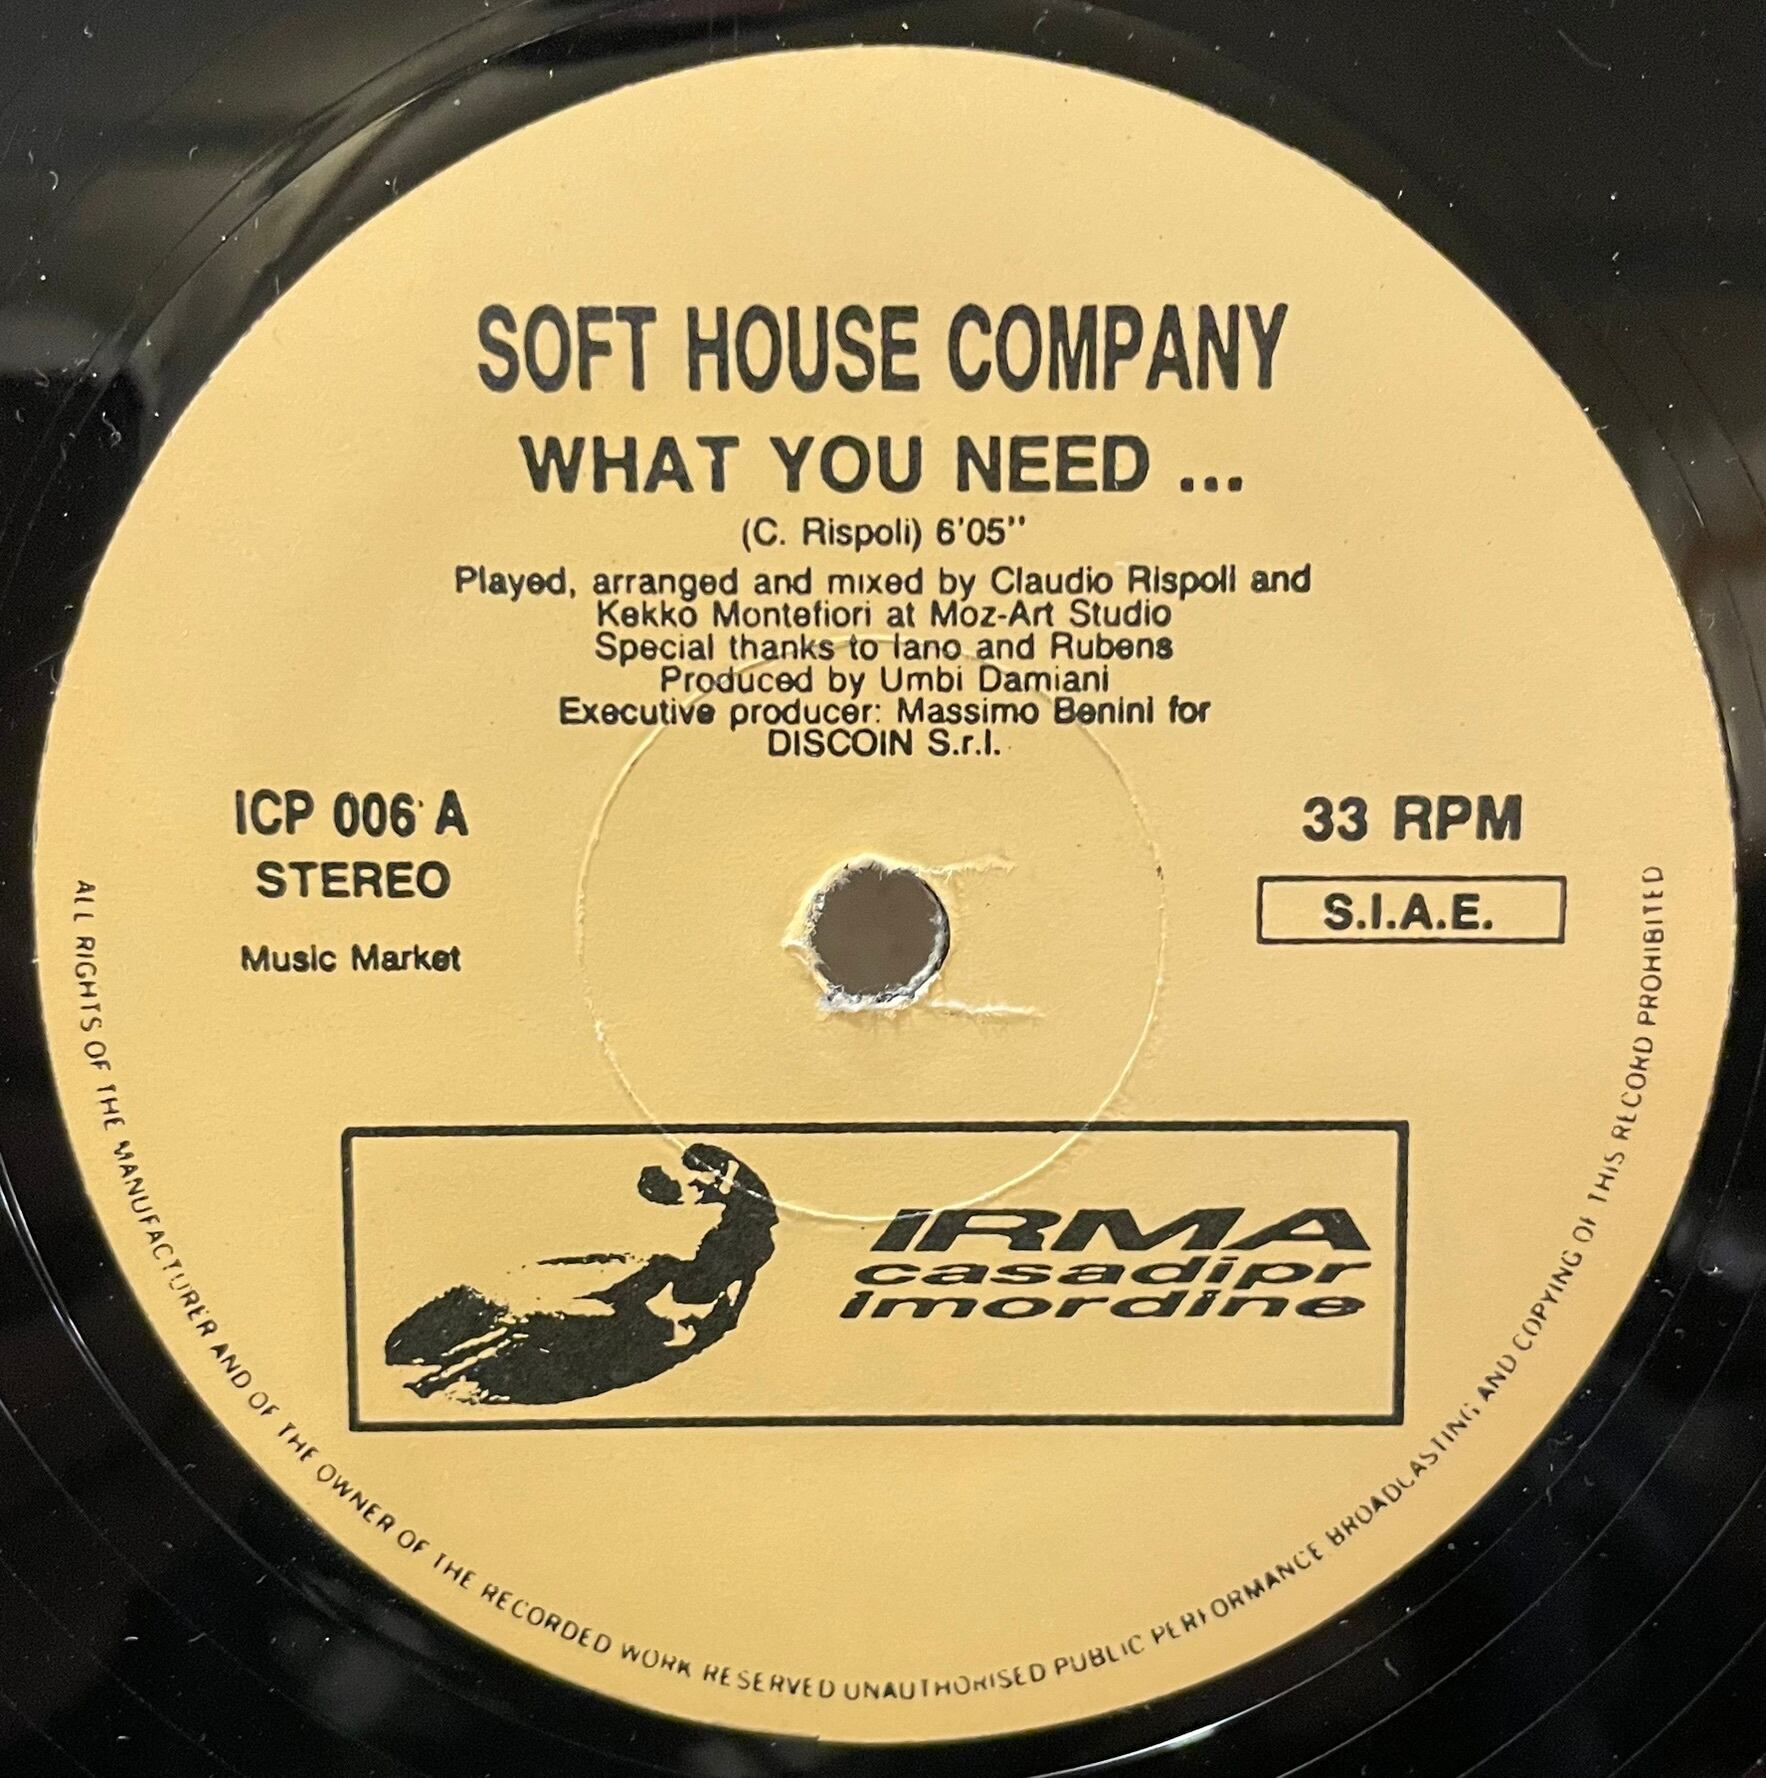 SOFT HOUSE COMPANY
WHAT YOU NEED ...
(C. Rispoli) 6'05''
Played, arranged and mixed by Claudio Rispoli and
Kekko Montefiori at Moz-Art Studio
Special thanks to Iano and Rubens
Produced by Umbi Damiani
Executive producer: Massimo Benini for
DISCOIN S.r.l.
ICP 006 A
STEREO
Music Market
33 RPM
S.I.A.E.
IRMA
casadipr
imordine
ALL RIGHTS OF THE MANUFACTURER AND OF THE OWNER OF THE RECORDED WORK RESERVED UNAUTHORISED PUBLIC PERFORMANCE BROADCASTING AND COPYING OF THIS RECORD PROHIBITED